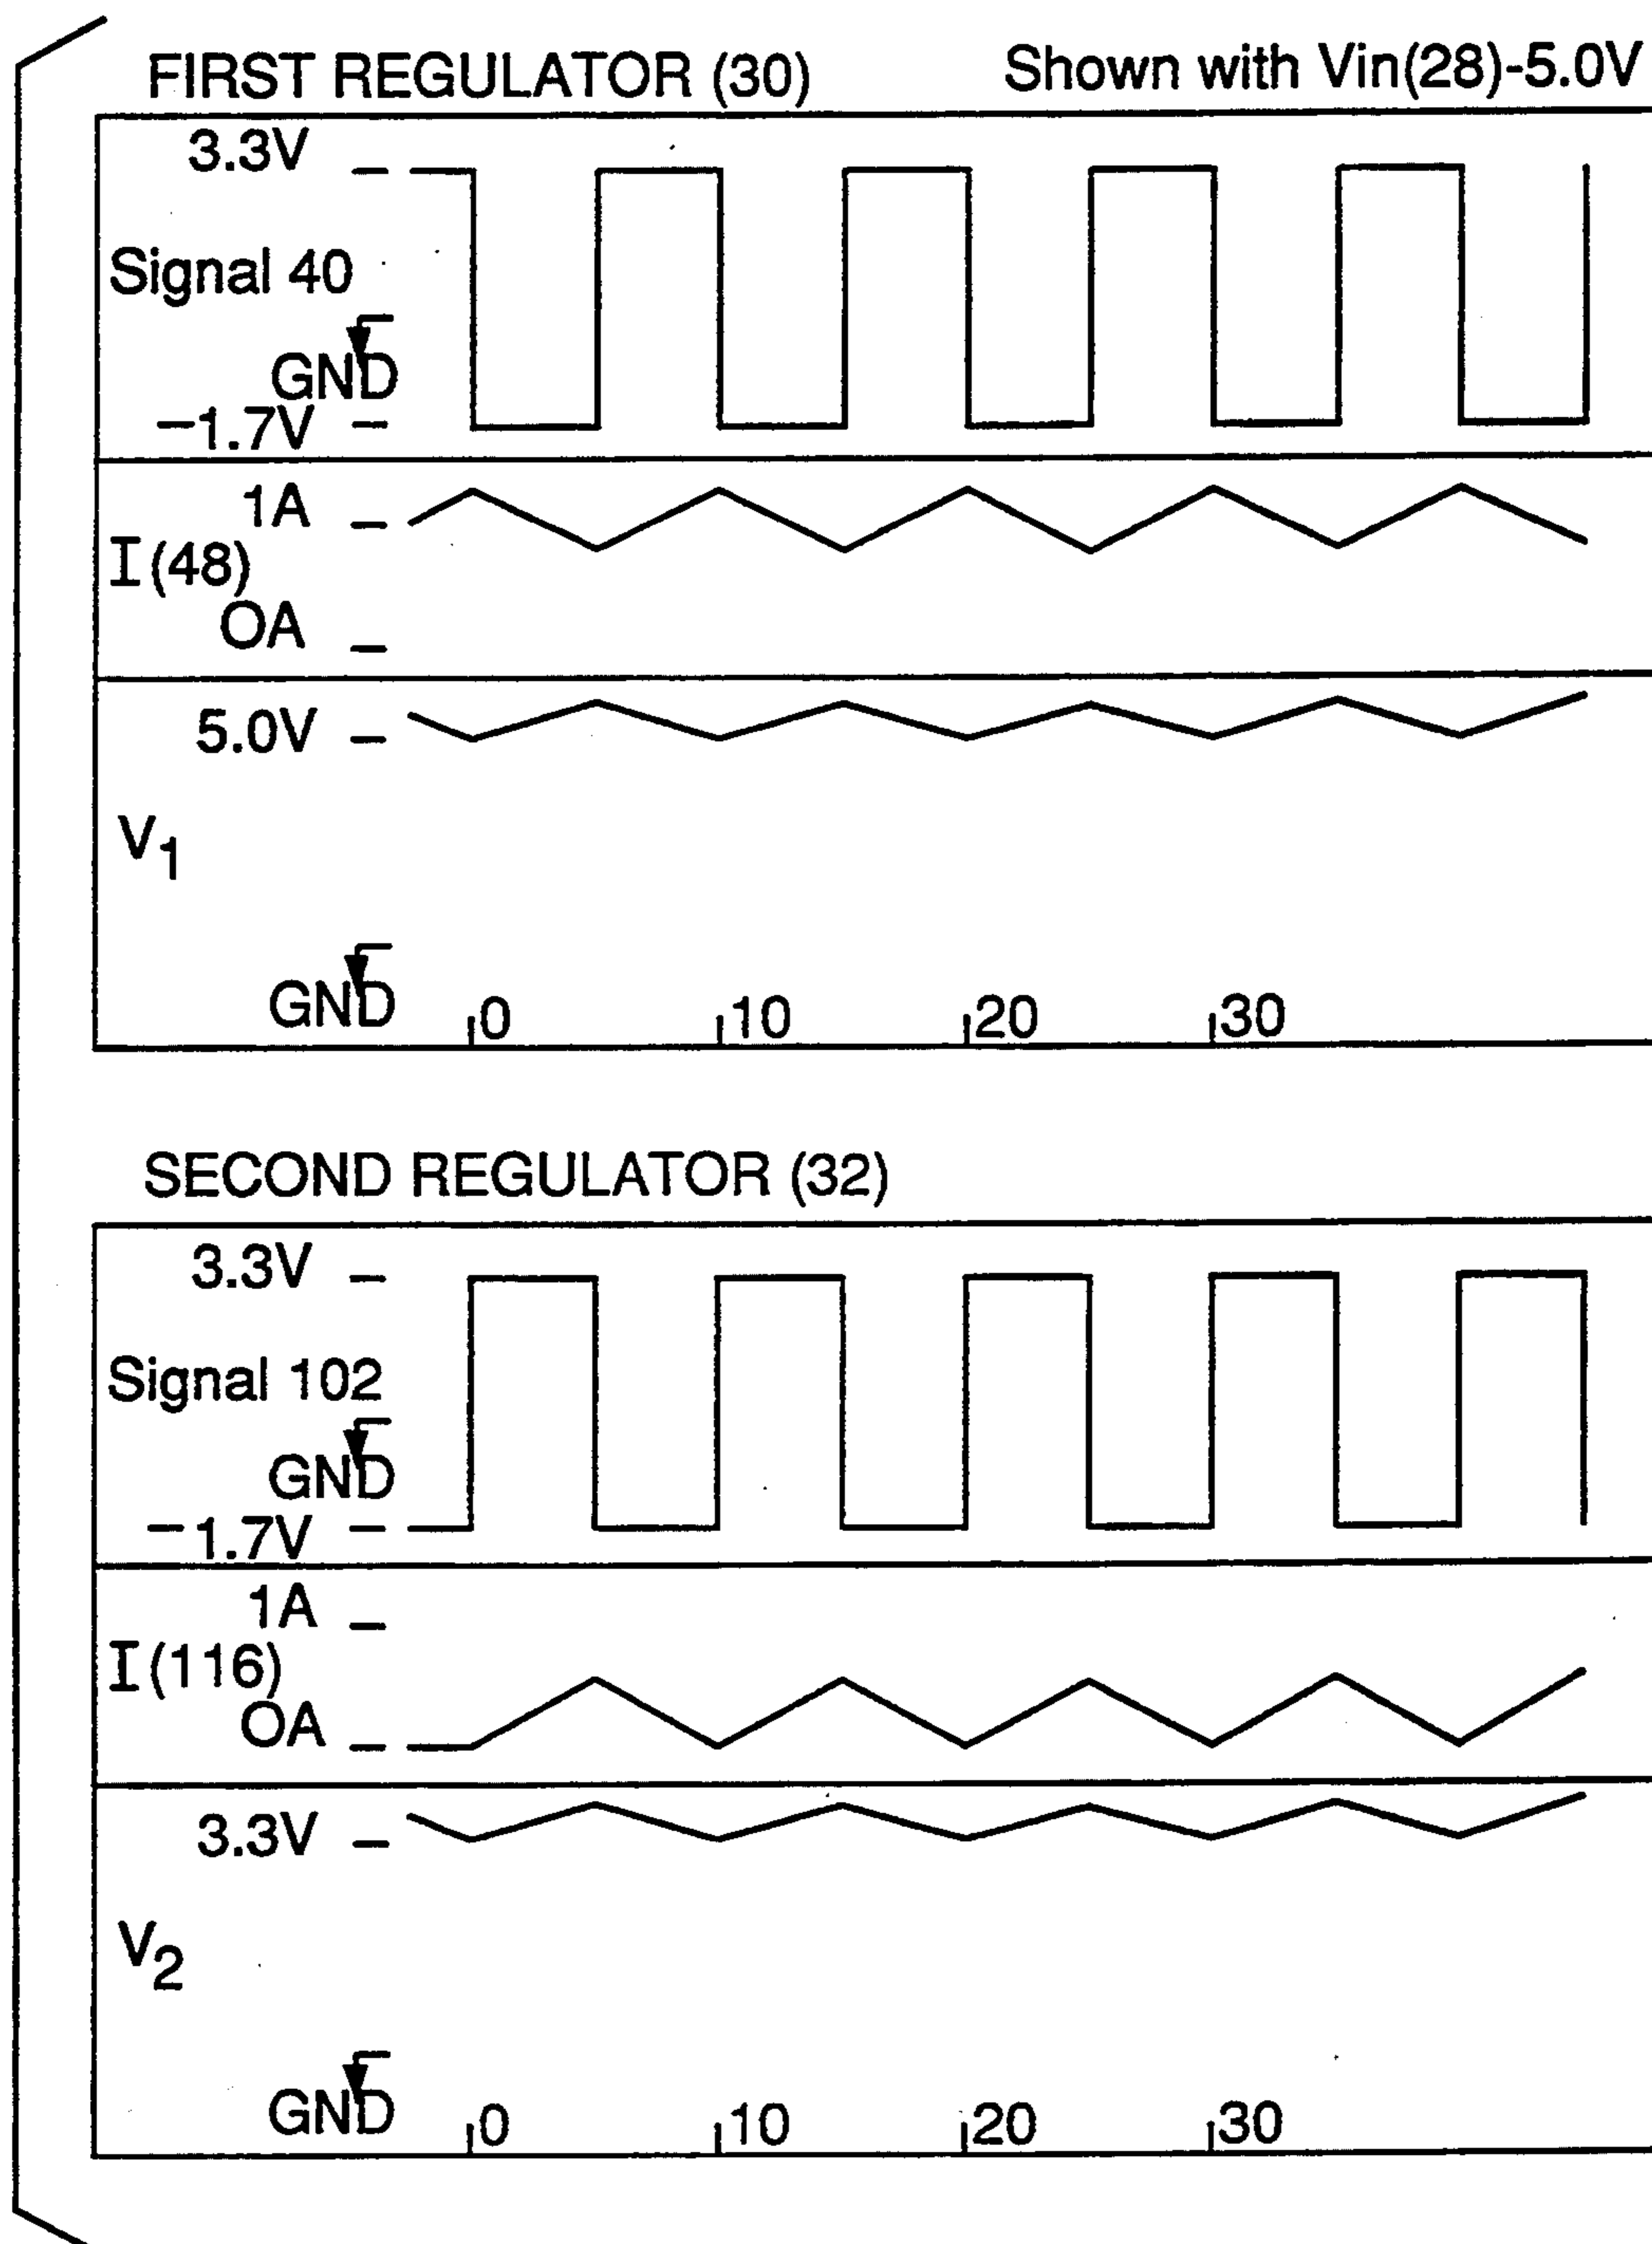 FIRST REGULATOR (30) Shown with Vin(28)-5.0V
3.3V
Signal 40
GND
−1.7V
1A
I(48)
OA
5.0V
V1
GND 0 10 20 30
SECOND REGULATOR (32)
3.3V
Signal 102
GND
−1.7V
1A
I(116)
OA
3.3V
V2
GND 0 10 20 30